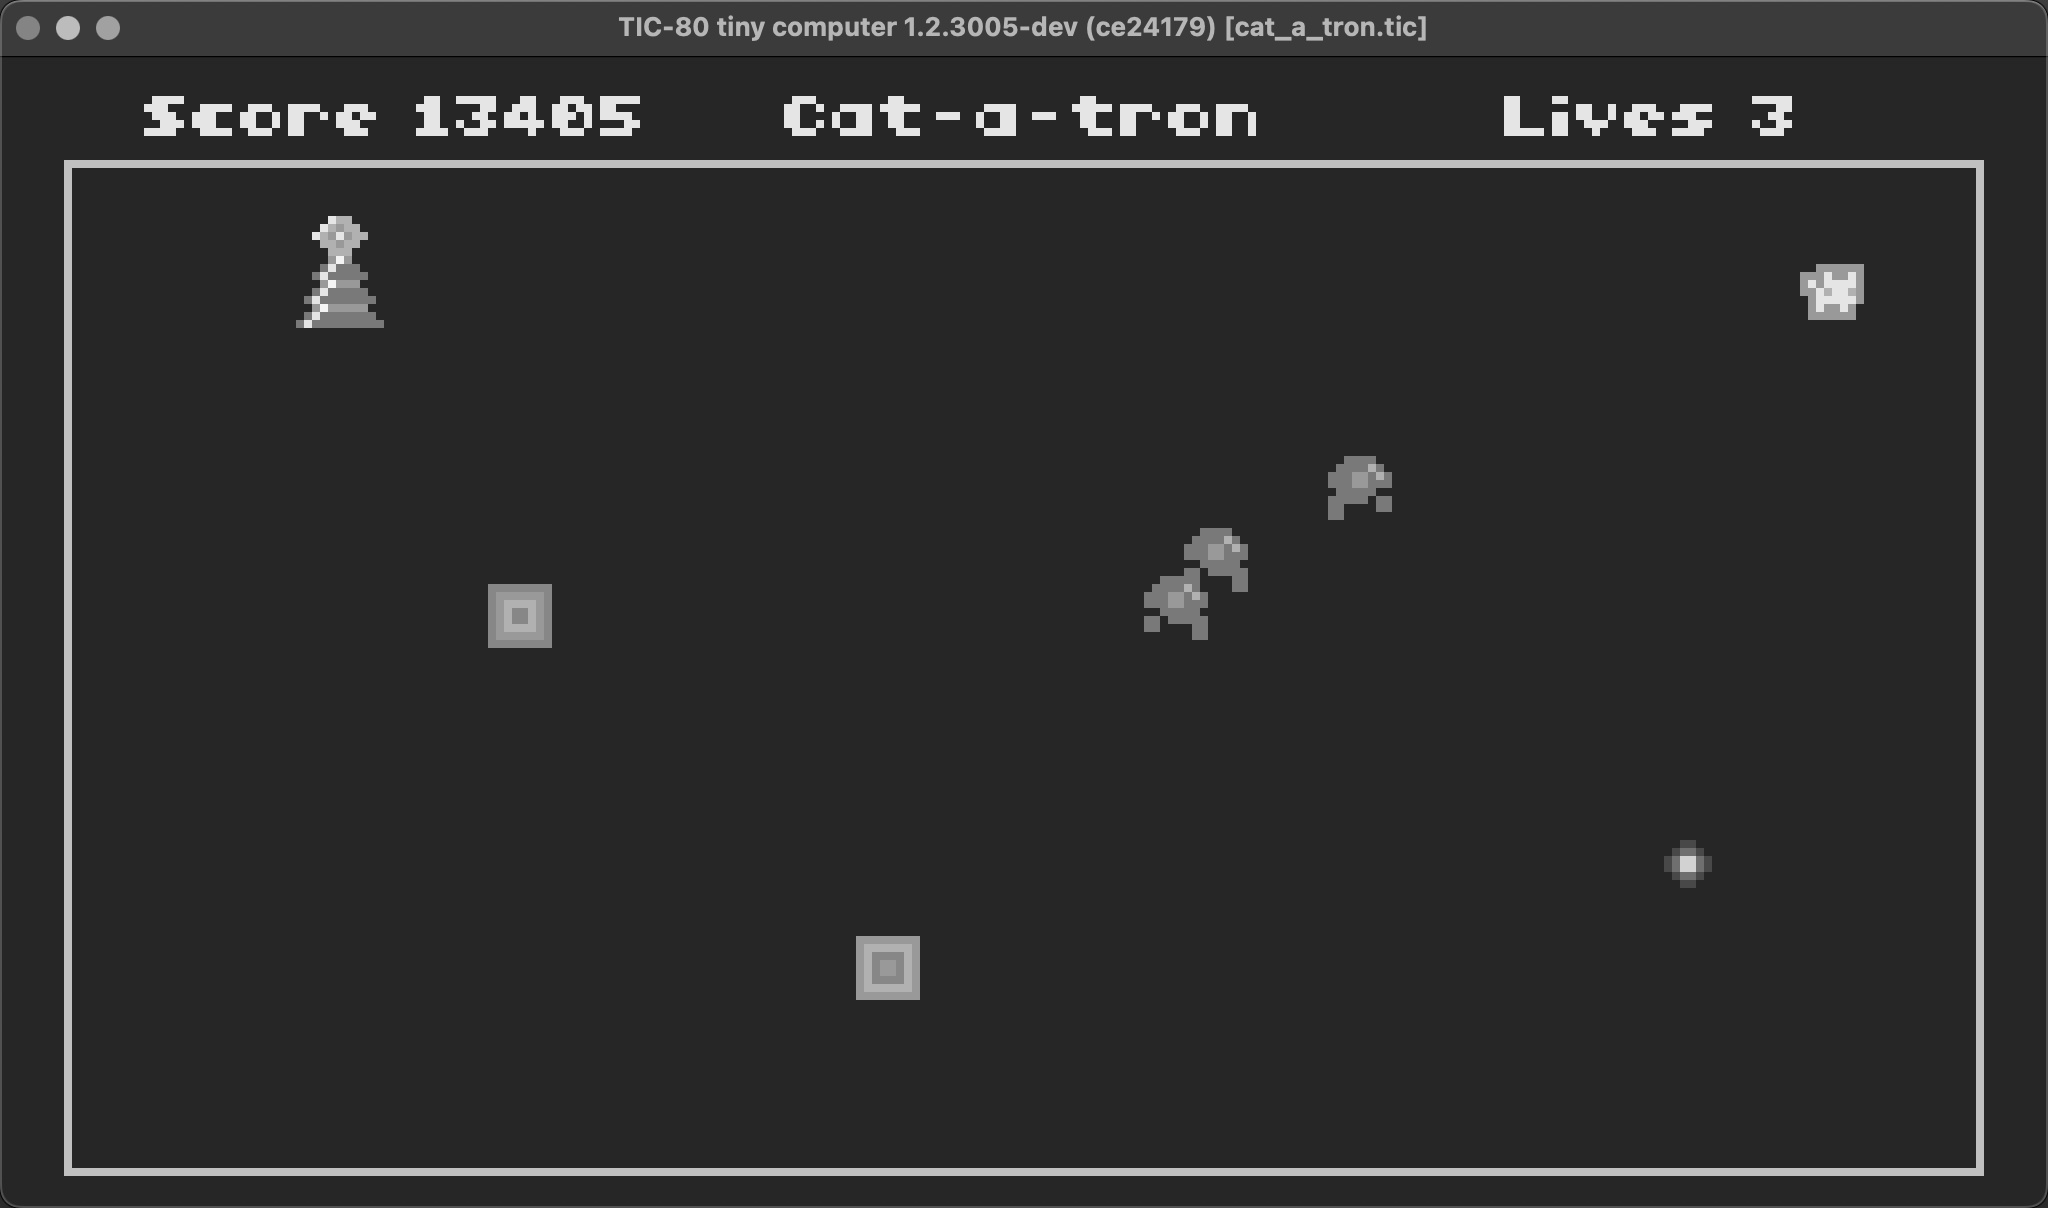 TIC-80 tiny computer 1.2.3005-dev (ce24179) [cat_a_tron.tic]
Score 13405 Cat-a-tron Lives 3